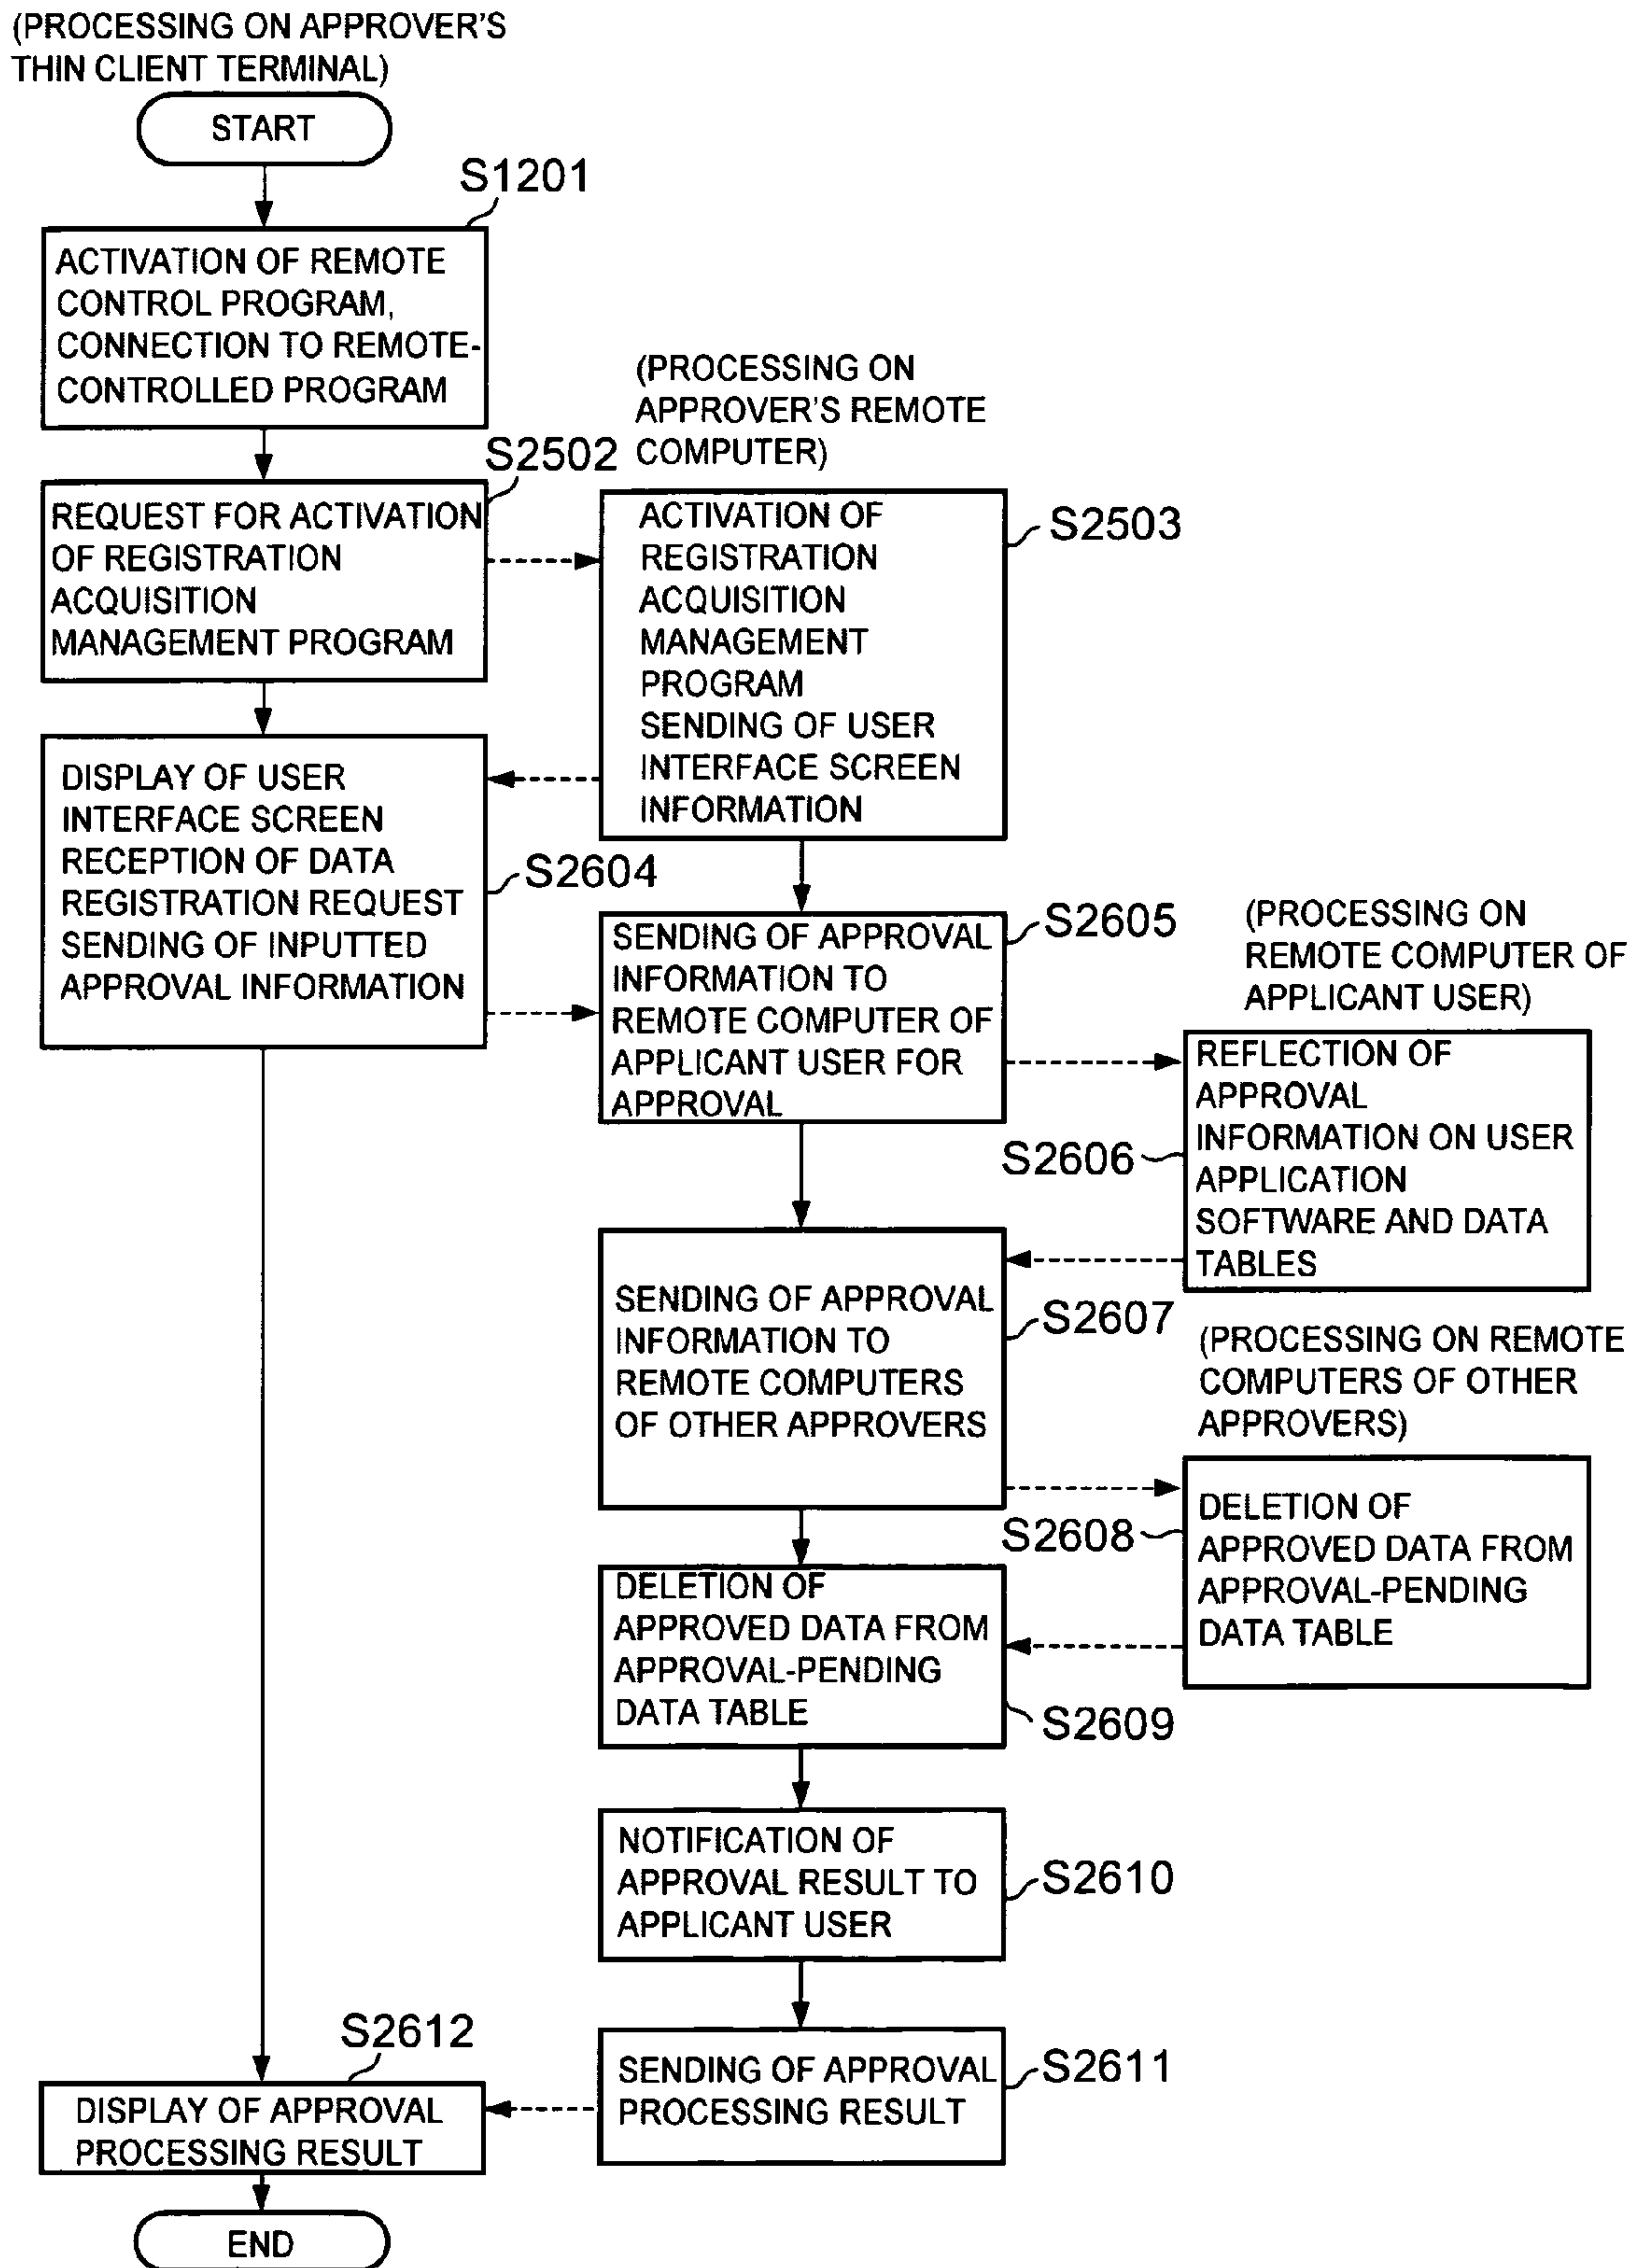 (PROCESSING ON APPROVER'S
THIN CLIENT TERMINAL)
START
S1201
ACTIVATION OF REMOTE
CONTROL PROGRAM,
CONNECTION TO REMOTE-
CONTROLLED PROGRAM
S2502
REQUEST FOR ACTIVATION
OF REGISTRATION
ACQUISITION
MANAGEMENT PROGRAM
(PROCESSING ON
APPROVER'S REMOTE
COMPUTER)
S2503
ACTIVATION OF
REGISTRATION
ACQUISITION
MANAGEMENT
PROGRAM
SENDING OF USER
INTERFACE SCREEN
INFORMATION
DISPLAY OF USER
INTERFACE SCREEN
RECEPTION OF DATA
REGISTRATION REQUEST
SENDING OF INPUTTED
APPROVAL INFORMATION
S2604
SENDING OF APPROVAL
INFORMATION TO
REMOTE COMPUTER OF
APPLICANT USER FOR
APPROVAL
S2605
(PROCESSING ON
REMOTE COMPUTER OF
APPLICANT USER)
REFLECTION OF
APPROVAL
INFORMATION ON USER
APPLICATION
SOFTWARE AND DATA
TABLES
S2606
SENDING OF APPROVAL
INFORMATION TO
REMOTE COMPUTERS
OF OTHER APPROVERS
S2607
(PROCESSING ON REMOTE
COMPUTERS OF OTHER
APPROVERS)
S2608
DELETION OF
APPROVED DATA FROM
APPROVAL-PENDING
DATA TABLE
DELETION OF
APPROVED DATA FROM
APPROVAL-PENDING
DATA TABLE
S2609
NOTIFICATION OF
APPROVAL RESULT TO
APPLICANT USER
S2610
SENDING OF APPROVAL
PROCESSING RESULT
S2611
S2612
DISPLAY OF APPROVAL
PROCESSING RESULT
END